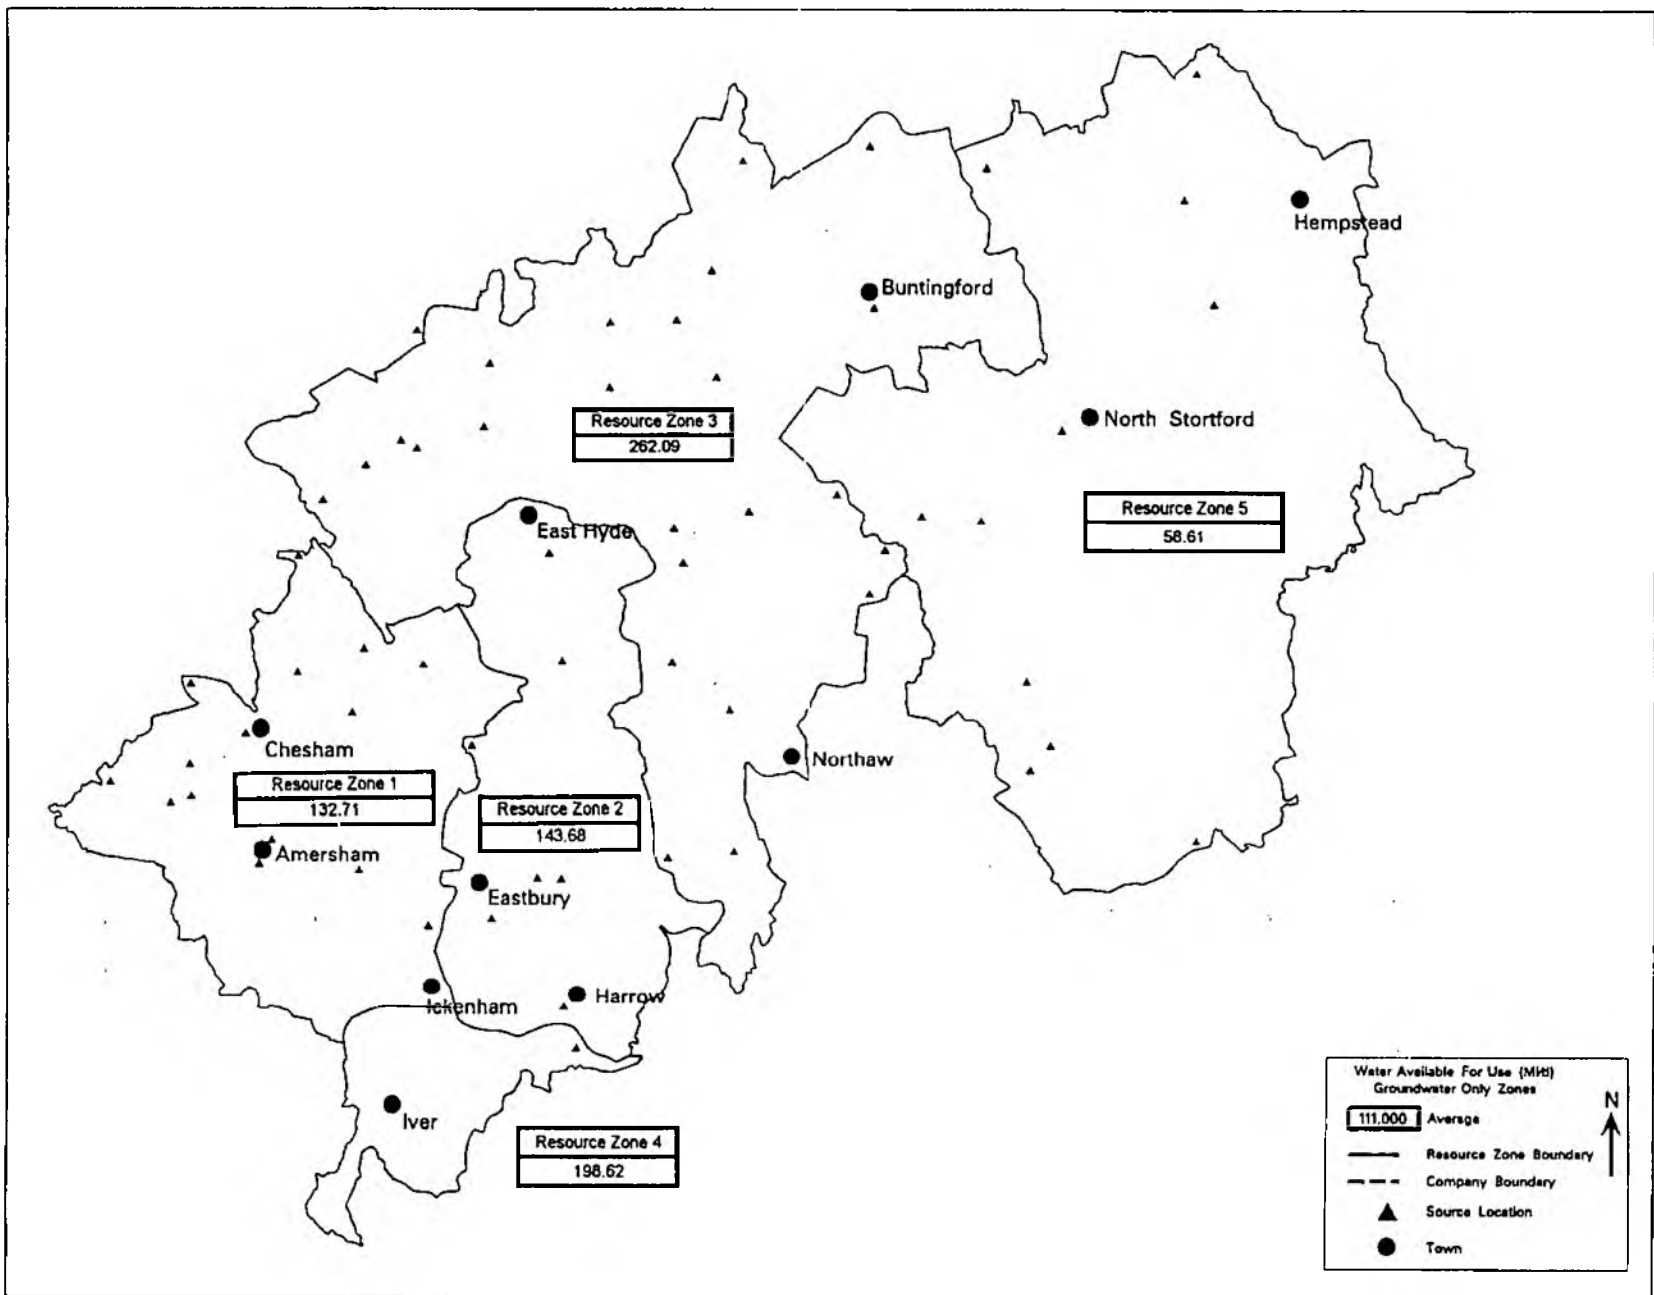 Hempstead
Buntingford
Resource Zone 3
262.09
North Stortford
East Hyde
Resource Zone 5
58.61
Chesham
Northaw
Resource Zone 1
132.71
Resource Zone 2
143.68
Amersham
Eastbury
Ickenham
Harrow
Iver
Resource Zone 4
198.62
Water Available For Use (Ml/d)
Groundwater Only Zones
N
111,000 Average
Resource Zone Boundary
Company Boundary
Source Location
Town